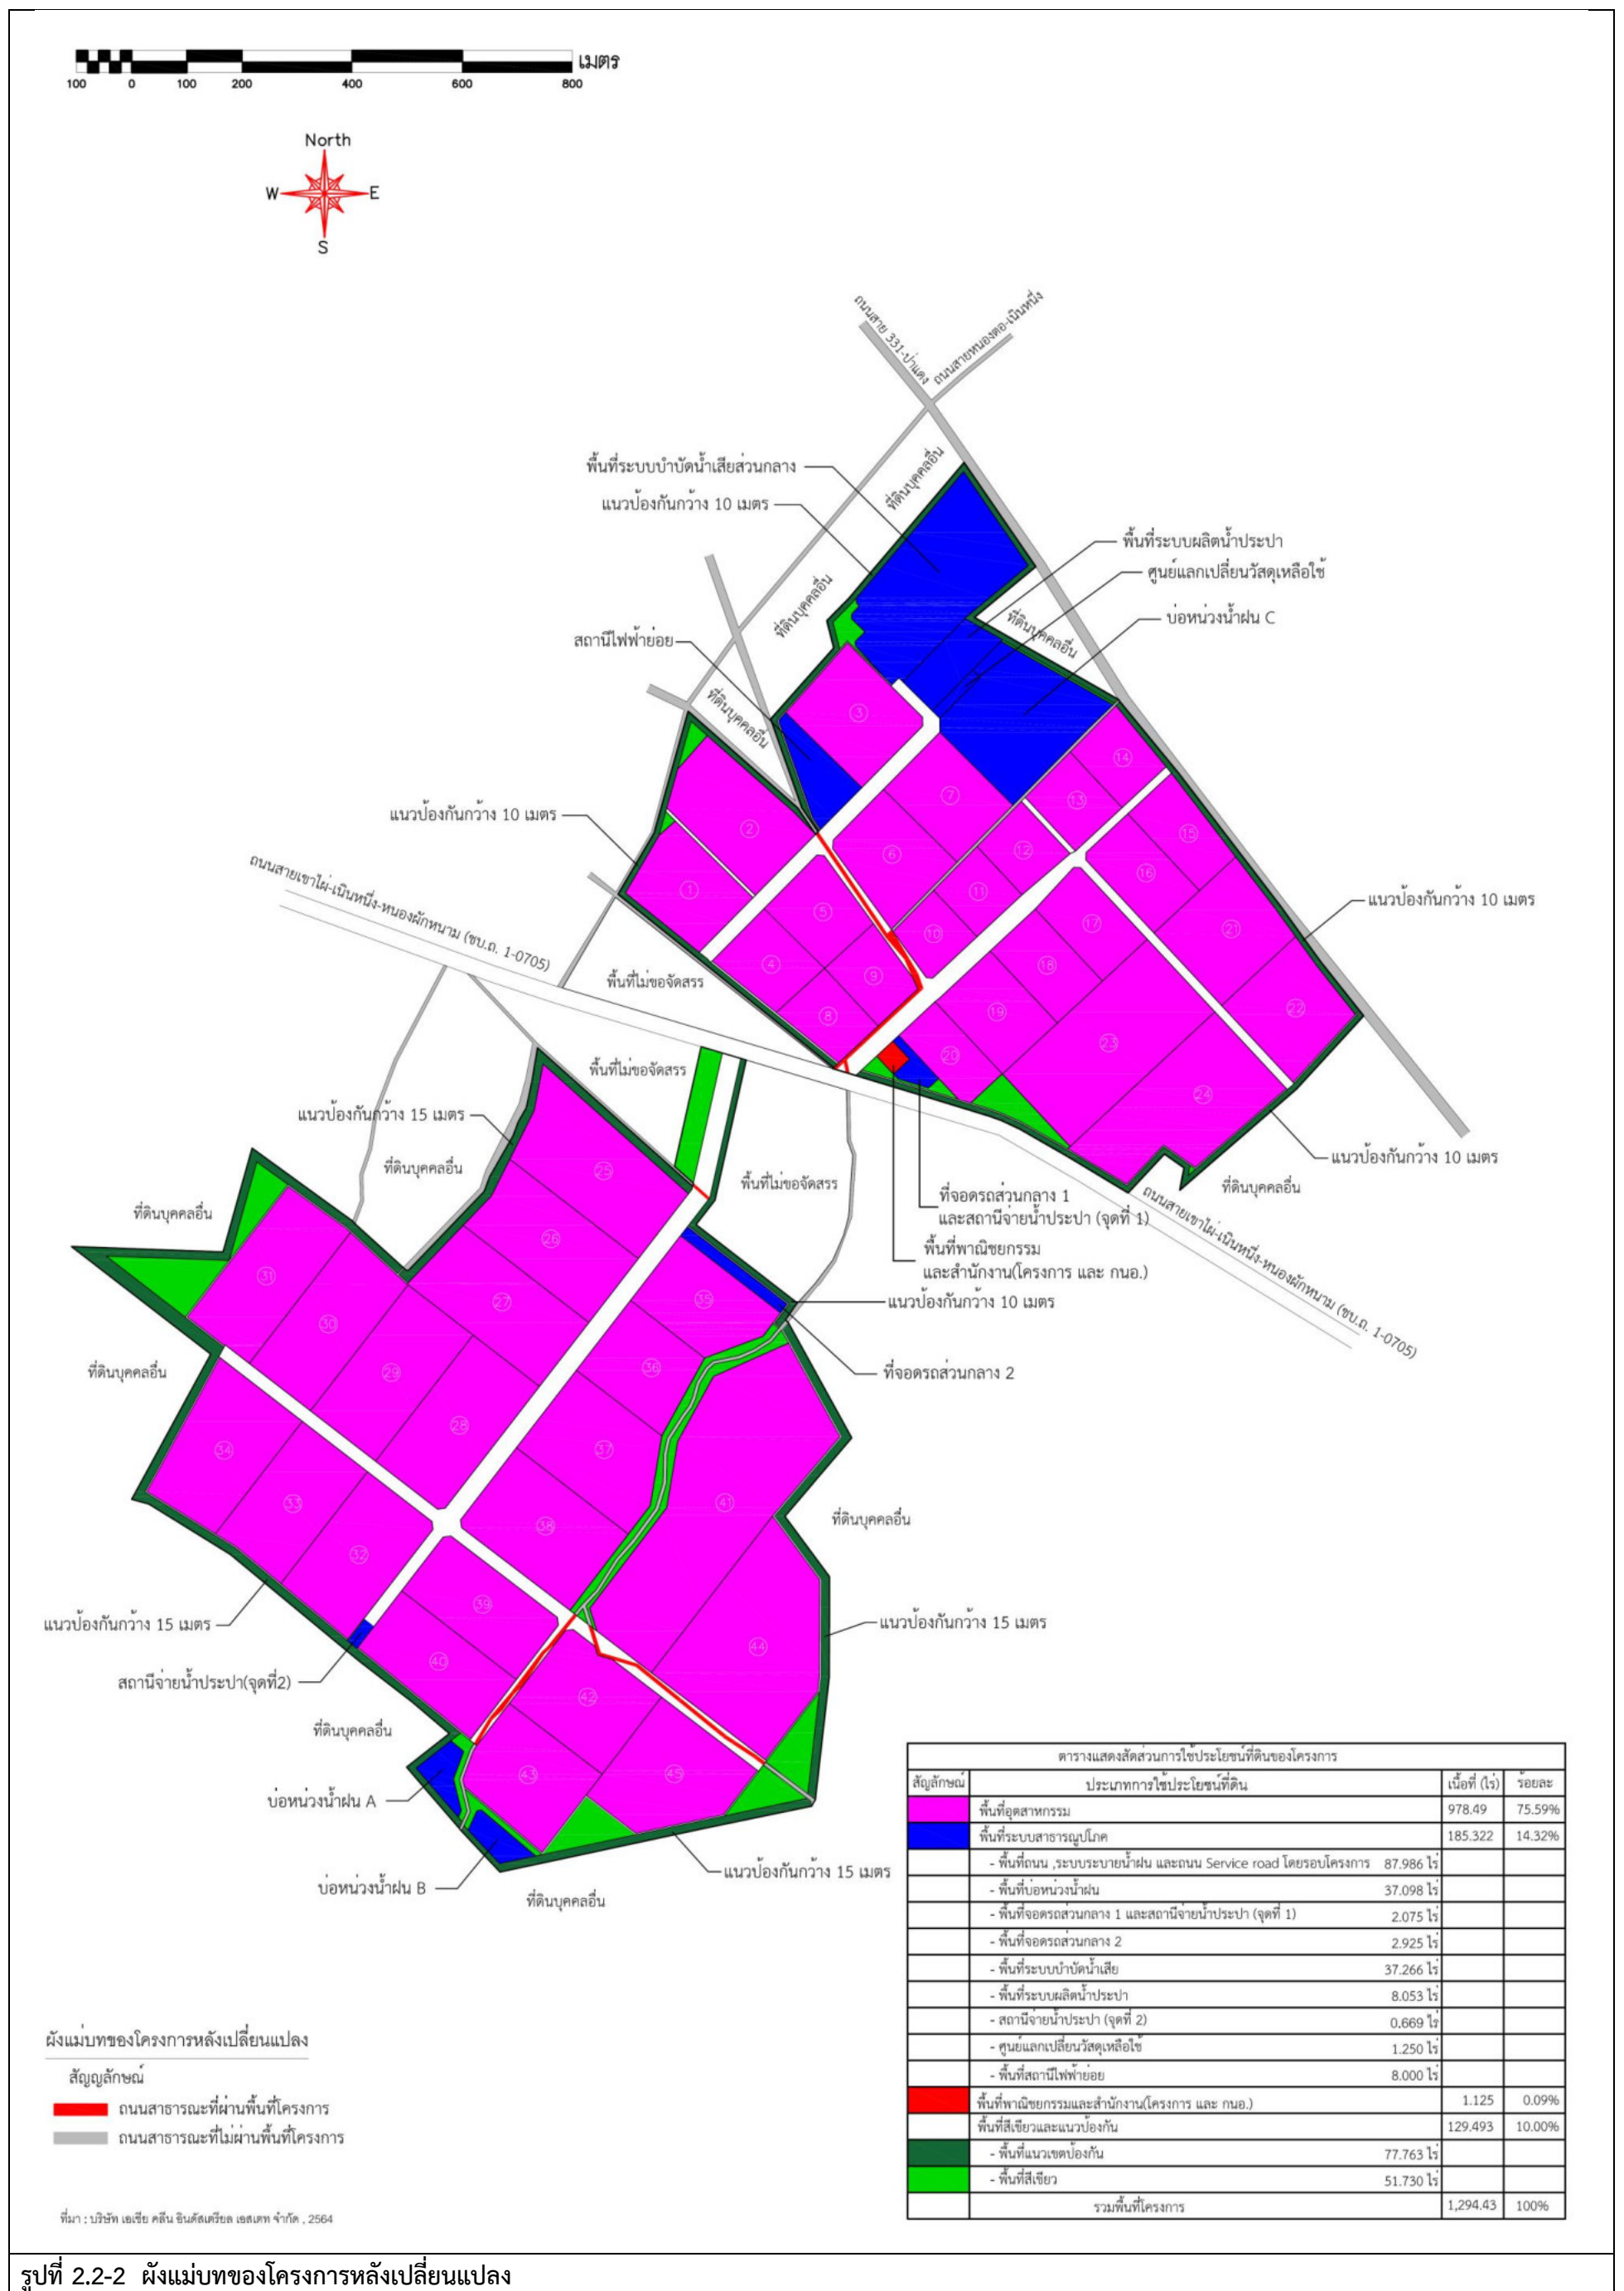 เมตร
100 0 100 200 400 600 800
North
W E
S
ถนนสาย 331-ป่าแดง
ถนนสายหนองตอ-เนินหนึ่ง
ที่ดินบุคคลอื่น
พื้นที่ระบบบำบัดน้ำเสียส่วนกลาง
แนวป้องกันกว้าง 10 เมตร
พื้นที่ระบบผลิตน้ำประปา
ศูนย์แลกเปลี่ยนวัสดุเหลือใช้
บ่อหน่วงน้ำฝน C
ที่ดินบุคคลอื่น
ที่ดินบุคคลอื่น
สถานีไฟฟ้าย่อย
ที่ดินบุคคลอื่น
3
14
7
13
2
15
แนวป้องกันกว้าง 10 เมตร
6
12
16
ถนนสายเขาไผ่-เนินหนึ่ง-หนองผักหนาม (ชบ.ถ. 1-0705)
1
11
5
แนวป้องกันกว้าง 10 เมตร
17
10
21
4
18
9
พื้นที่ไม่ขอจัดสรร
22
19
8
23
20
พื้นที่ไม่ขอจัดสรร
24
แนวป้องกันกว้าง 15 เมตร
แนวป้องกันกว้าง 10 เมตร
ที่ดินบุคคลอื่น
25
พื้นที่ไม่ขอจัดสรร
ที่ดินบุคคลอื่น
ที่จอดรถส่วนกลาง 1
และสถานีจ่ายน้ำประปา (จุดที่ 1)
ที่ดินบุคคลอื่น
26
พื้นที่พาณิชยกรรม
และสำนักงาน(โครงการ และ กนอ.)
ถนนสายเขาไผ่-เนินหนึ่ง-หนองผักหนาม (ชบ.ถ. 1-0705)
31
27
35
แนวป้องกันกว้าง 10 เมตร
30
36
ที่ดินบุคคลอื่น
29
ที่จอดรถส่วนกลาง 2
28
34
37
33
41
38
ที่ดินบุคคลอื่น
32
39
แนวป้องกันกว้าง 15 เมตร
แนวป้องกันกว้าง 15 เมตร
44
40
สถานีจ่ายน้ำประปา(จุดที่2)
42
ที่ดินบุคคลอื่น
43
45
บ่อหน่วงน้ำฝน A
แนวป้องกันกว้าง 15 เมตร
บ่อหน่วงน้ำฝน B
ที่ดินบุคคลอื่น
ตารางแสดงสัดส่วนการใช้ประโยชน์ที่ดินของโครงการ
สัญลักษณ์ ประเภทการใช้ประโยชน์ที่ดิน เนื้อที่ (ไร่) ร้อยละ
พื้นที่อุตสาหกรรม 978.49 75.59%
พื้นที่ระบบสาธารณูปโภค 185.322 14.32%
- พื้นที่ถนน ,ระบบระบายน้ำฝน และถนน Service road โดยรอบโครงการ 87.986 ไร่
- พื้นที่บ่อหน่วงน้ำฝน 37.098 ไร่
- พื้นที่จอดรถส่วนกลาง 1 และสถานีจ่ายน้ำประปา (จุดที่ 1) 2.075 ไร่
- พื้นที่จอดรถส่วนกลาง 2 2.925 ไร่
- พื้นที่ระบบบำบัดน้ำเสีย 37.266 ไร่
- พื้นที่ระบบผลิตน้ำประปา 8.053 ไร่
- สถานีจ่ายน้ำประปา (จุดที่ 2) 0.669 ไร่
- ศูนย์แลกเปลี่ยนวัสดุเหลือใช้ 1.250 ไร่
- พื้นที่สถานีไฟฟ้าย่อย 8.000 ไร่
พื้นที่พาณิชยกรรมและสำนักงาน(โครงการ และ กนอ.) 1.125 0.09%
พื้นที่สีเขียวและแนวป้องกัน 129.493 10.00%
- พื้นที่แนวเขตป้องกัน 77.763 ไร่
- พื้นที่สีเขียว 51.730 ไร่
รวมพื้นที่โครงการ 1,294.43 100%
ผังแม่บทของโครงการหลังเปลี่ยนแปลง
สัญญลักษณ์
ถนนสาธารณะที่ผ่านพื้นที่โครงการ
ถนนสาธารณะที่ไม่ผ่านพื้นที่โครงการ
ที่มา : บริษัท เอเซีย คลีน อินดัสเตรียล เอสเตท จำกัด , 2564
รูปที่ 2.2-2 ผังแม่บทของโครงการหลังเปลี่ยนแปลง